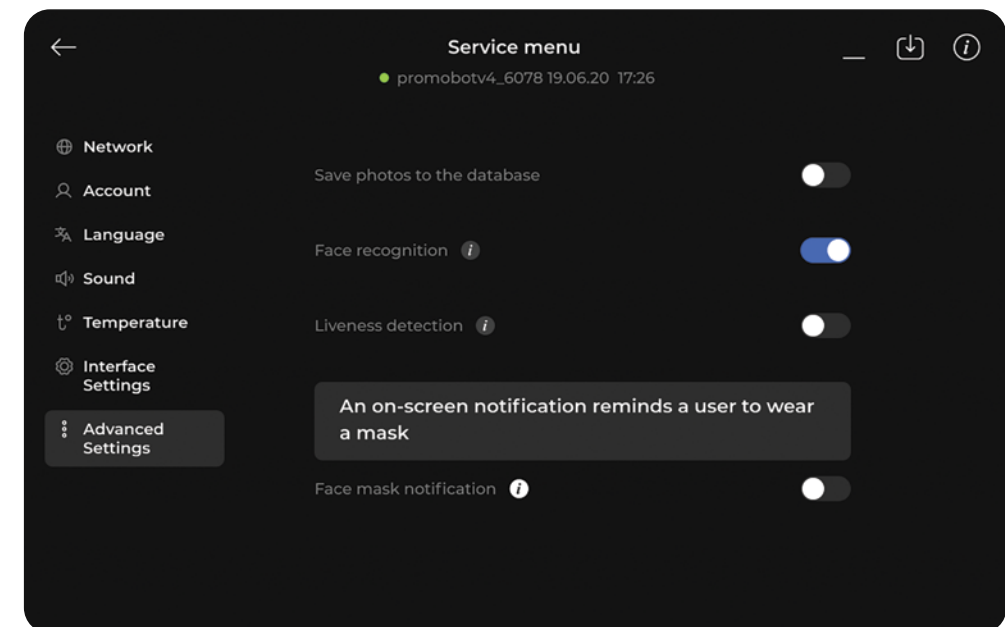 Service menu
promobotv4_6078 19.06.20 17:26
Network
Account
Language
Sound
Temperature
Interface
Settings
Advanced
Settings
Save photos to the database
Face recognition i
Liveness detection i
An on-screen notification reminds a user to wear
a mask
Face mask notification i